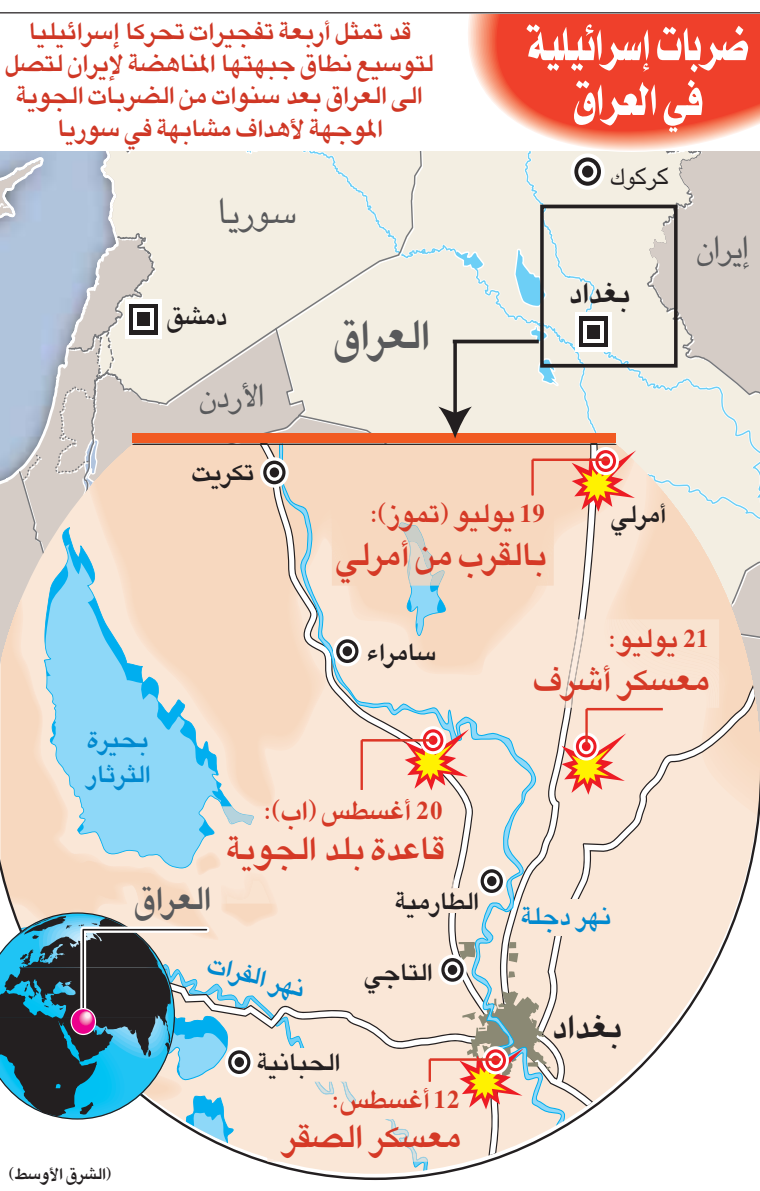 ضربات إسرائيلية
في العراق
قد تمثل أربعة تفجيرات تحركا إسرائيليا
لتوسيع نطاق جبهتها المناهضة لإيران لتصل
الى العراق بعد سنوات من الضربات الجوية
الموجهة لأهداف مشابهة في سوريا
كركوك
سوريا
إيران
بغداد
دمشق
العراق
الأردن
تكريت
19 يوليو (تموز):
بالقرب من أمرلي
أمرلي
21 يوليو:
معسكر أشرف
سامراء
بحيرة
الثرثار
20 أغسطس (اب):
قاعدة بلد الجوية
الطارمية
العراق
نهر دجلة
التاجي
نهر الفرات
بغداد
الحبانية
12 أغسطس:
معسكر الصقر
(الشرق الأوسط)